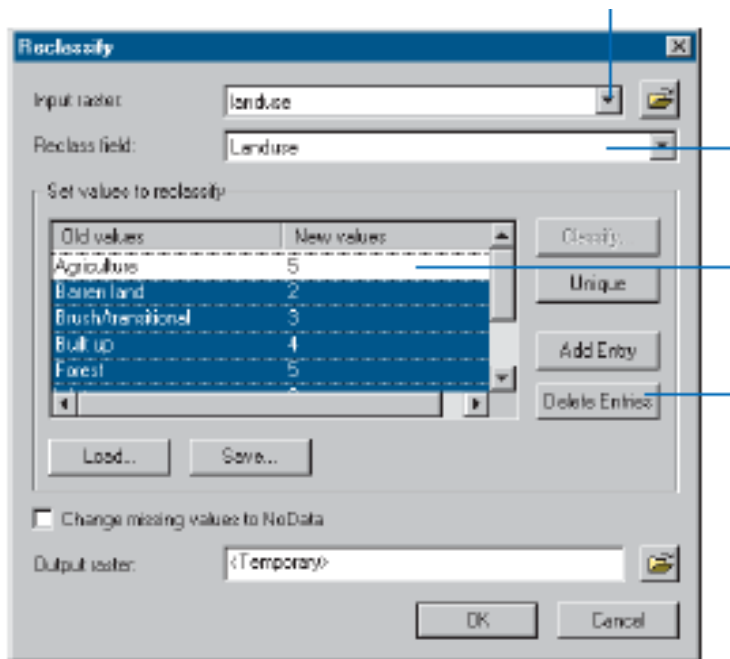 Reclassify
Input raster: landuse
Reclass field: Landuse
Set values to reclassify
Old values New values
Agriculture 5
Barren land 2
Brush/transitional 3
Built up 4
Forest 5
Classify...
Unique
Add Entry
Delete Entries
Load... Save...
Change missing values to NoData
Output raster: <Temporary>
OK Cancel